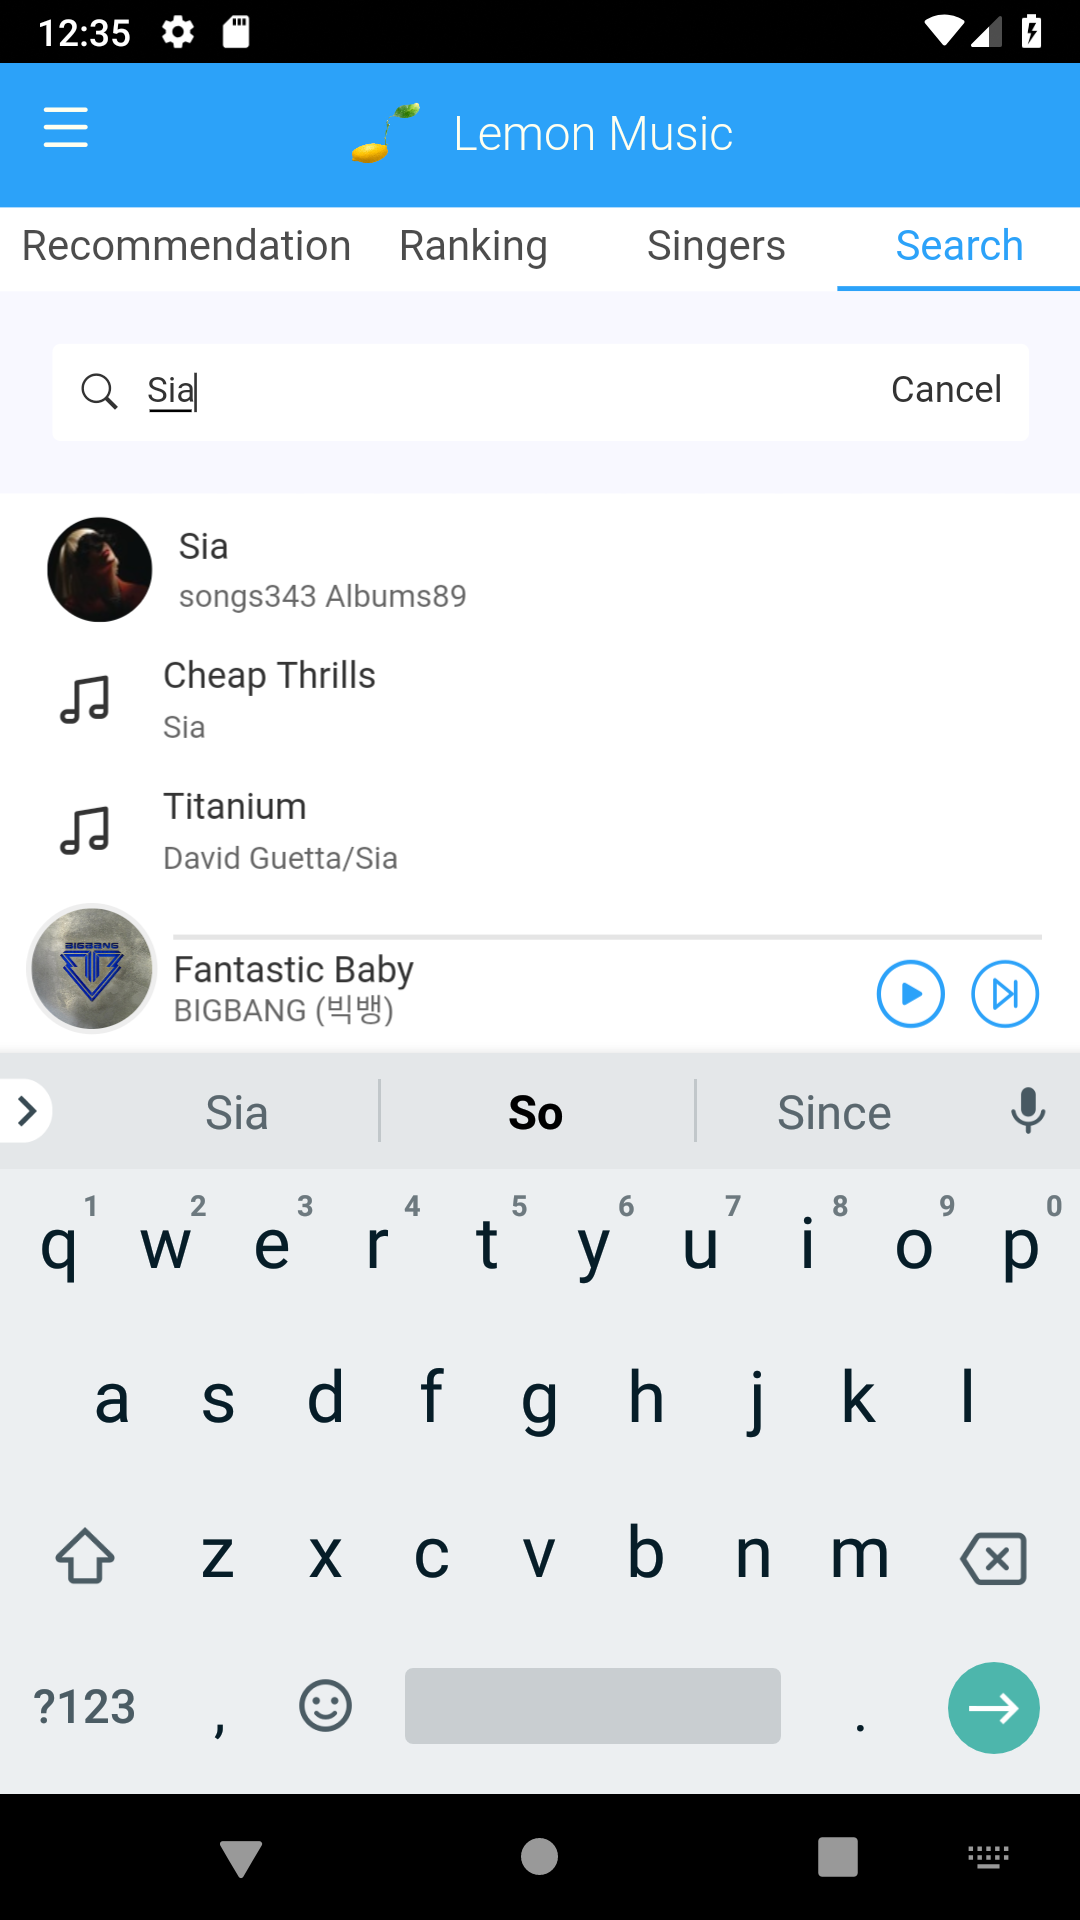 12:35
Lemon Music
Recommendation Ranking Singers Search
Sia Cancel
Sia
songs343 Albums89
Cheap Thrills
Sia
Titanium
David Guetta/Sia
BIGBANG
Fantastic Baby
BIGBANG (빅뱅)
Sia So Since
1 2 3 4 5 6 7 8 9 0
q w e r t y u i o p
a s d f g h j k l
z x c v b n m
?123 , .